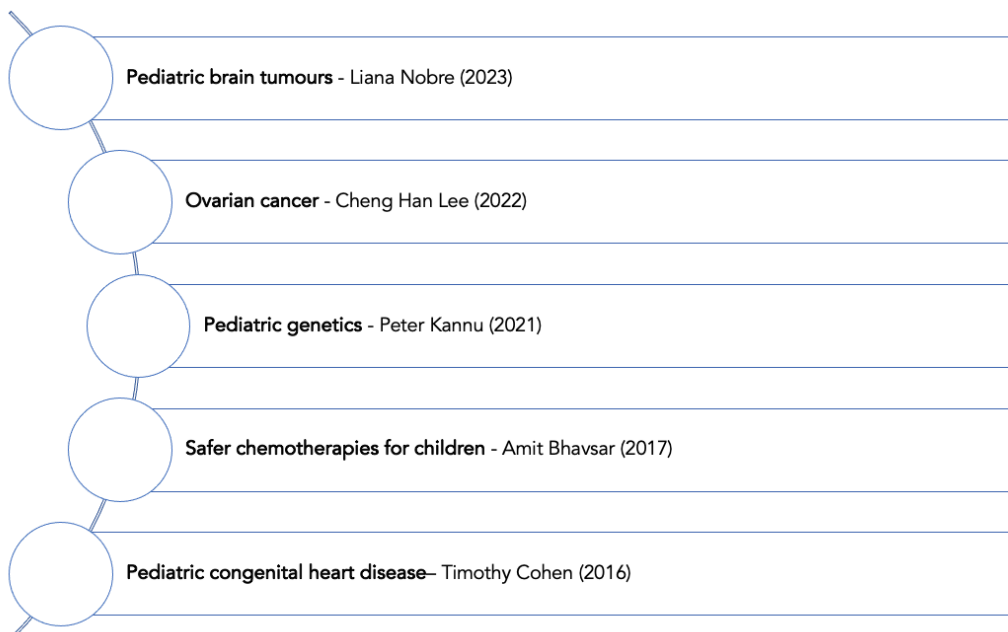 Pediatric brain tumours - Liana Nobre (2023)
Ovarian cancer - Cheng Han Lee (2022)
Pediatric genetics - Peter Kannu (2021)
Safer chemotherapies for children - Amit Bhavsar (2017)
Pediatric congenital heart disease– Timothy Cohen (2016)